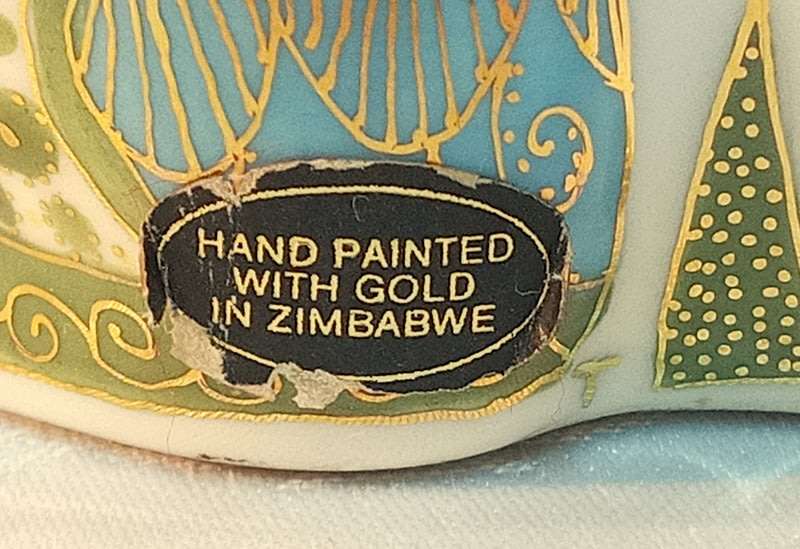 HAND PAINTED
WITH GOLD
IN ZIMBABWE
T